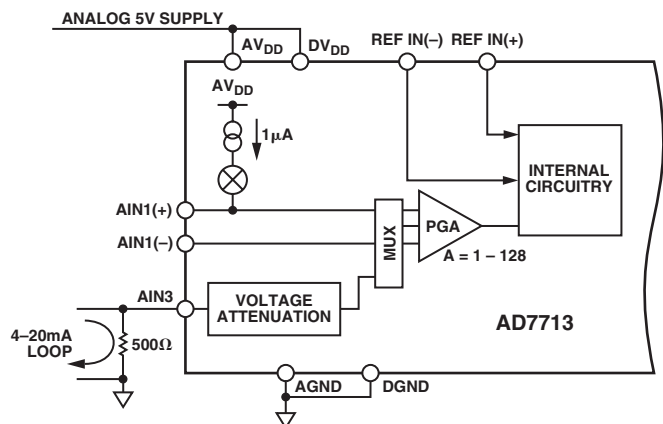 ANALOG 5V SUPPLY
AVDD
DVDD
REF IN(–)
REF IN(+)
AVDD
1µA
INTERNAL
CIRCUITRY
AIN1(+)
AIN1(–)
MUX
PGA
A = 1 – 128
AIN3
VOLTAGE
ATTENUATION
AD7713
4–20mA
LOOP
500Ω
AGND
DGND